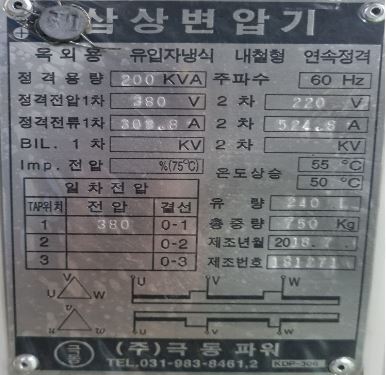 삼상변압기
옥외용 유입자냉식 내철형 연속정격
정격용량 200 KVA 주파수 60 Hz
정격전압1차 380 V 2차 220 V
정격전류1차 303.8 A 2차 524.8 A
BIL. 1차 KV 2차 KV
Imp. 전압 %(75℃) 온도상승 55 ℃
50 ℃
일차전압
유량 240 L
TAP위치 전압 결선
총중량 750 Kg
1 380 0-1
제조년월 2018.7.
2 0-2
제조번호
3 0-3
V
U W
U V W
u w
(주)극동파워
TEL.031-983-8461,2 KDP-306